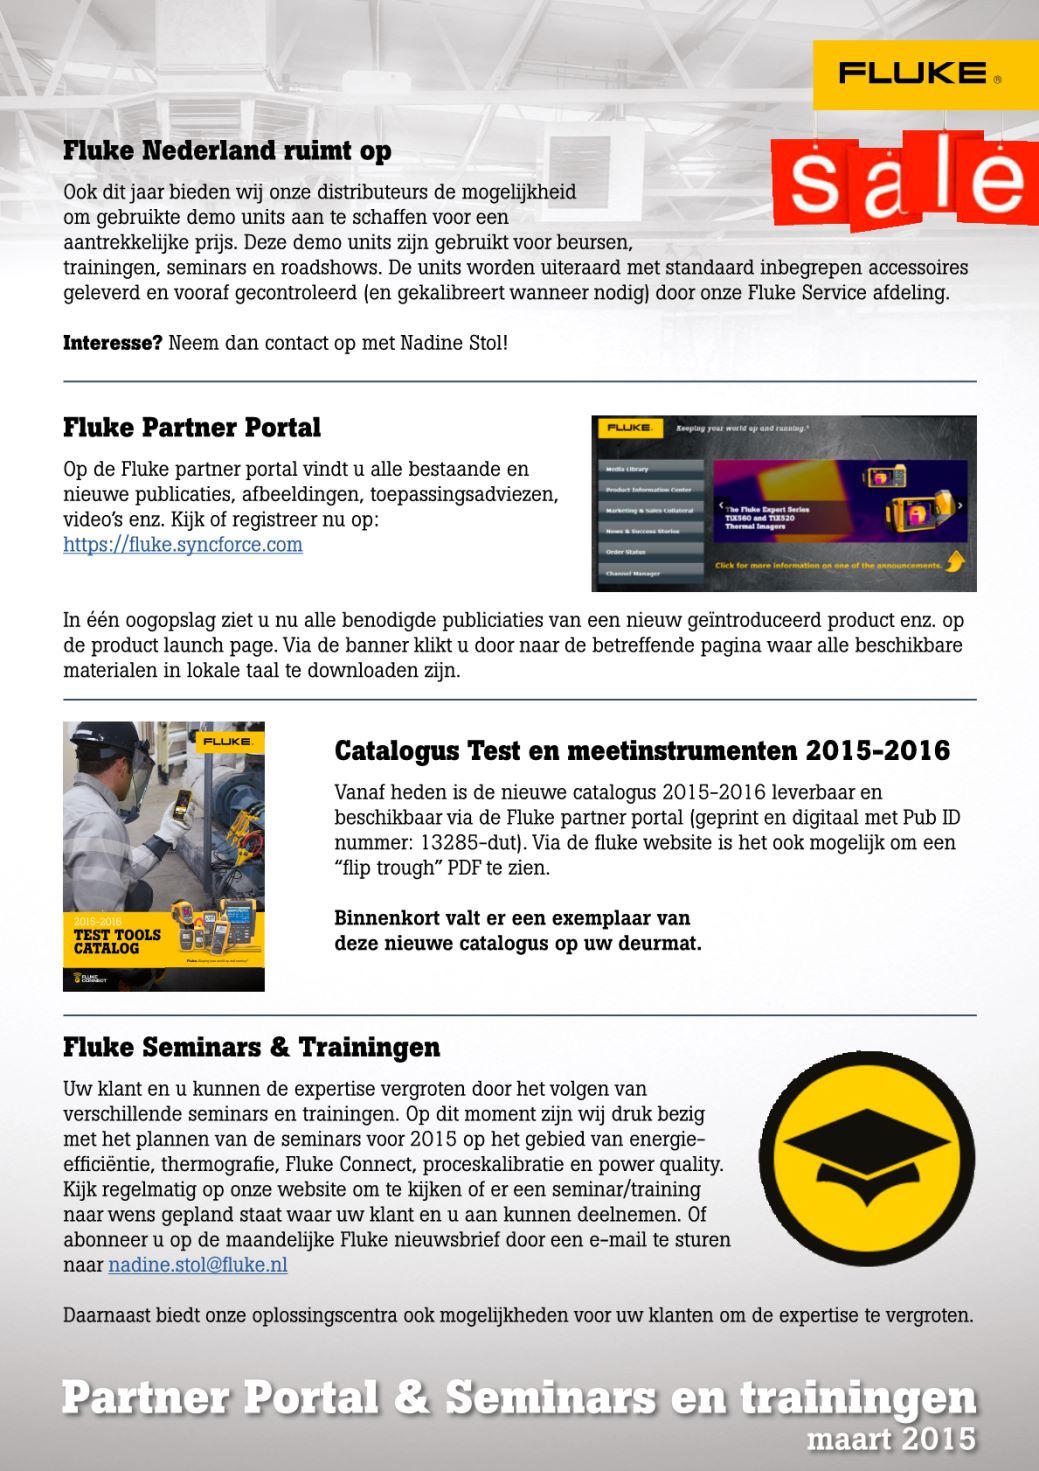 FLUKE®
sale
Fluke Nederland ruimt op
Ook dit jaar bieden wij onze distributeurs de mogelijkheid
om gebruikte demo units aan te schaffen voor een
aantrekkelijke prijs. Deze demo units zijn gebruikt voor beursen,
trainingen, seminars en roadshows. De units worden uiteraard met standaard inbegrepen accessoires
geleverd en vooraf gecontroleerd (en gekalibreert wanneer nodig) door onze Fluke Service afdeling.
Interesse? Neem dan contact op met Nadine Stol!
Fluke Partner Portal
Op de Fluke partner portal vindt u alle bestaande en
nieuwe publicaties, afbeeldingen, toepassingsadviezen,
video's enz. Kijk of registreer nu op:
https://fluke.syncforce.com
FLUKE.
Keeping your world up and running.®
Media Library
Product Information Center
Marketing & Sales Collateral
News & Success Stories
Order Status
Channel Manager
The Fluke Expert Series
TiX560 and TiX520
Thermal Imagers
Click for more information on one of the announcements.
In één oogopslag ziet u nu alle benodigde publiciaties van een nieuw geïntroduceerd product enz. op
de product launch page. Via de banner klikt u door naar de betreffende pagina waar alle beschikbare
materialen in lokale taal te downloaden zijn.
FLUKE.
2015-2016
TEST TOOLS
CATALOG
Fluke. Keeping your world up and running.®
FLUKE
CONNECT
Catalogus Test en meetinstrumenten 2015-2016
Vanaf heden is de nieuwe catalogus 2015-2016 leverbaar en
beschikbaar via de Fluke partner portal (geprint en digitaal met Pub ID
nummer: 13285-dut). Via de fluke website is het ook mogelijk om een
“flip trough” PDF te zien.
Binnenkort valt er een exemplaar van
deze nieuwe catalogus op uw deurmat.
Fluke Seminars & Trainingen
Uw klant en u kunnen de expertise vergroten door het volgen van
verschillende seminars en trainingen. Op dit moment zijn wij druk bezig
met het plannen van de seminars voor 2015 op het gebied van energie-
efficiëntie, thermografie, Fluke Connect, proceskalibratie en power quality.
Kijk regelmatig op onze website om te kijken of er een seminar/training
naar wens gepland staat waar uw klant en u aan kunnen deelnemen. Of
abonneer u op de maandelijke Fluke nieuwsbrief door een e-mail te sturen
naar nadine.stol@fluke.nl
Daarnaast biedt onze oplossingscentra ook mogelijkheden voor uw klanten om de expertise te vergroten.
Partner Portal & Seminars en trainingen
maart 2015